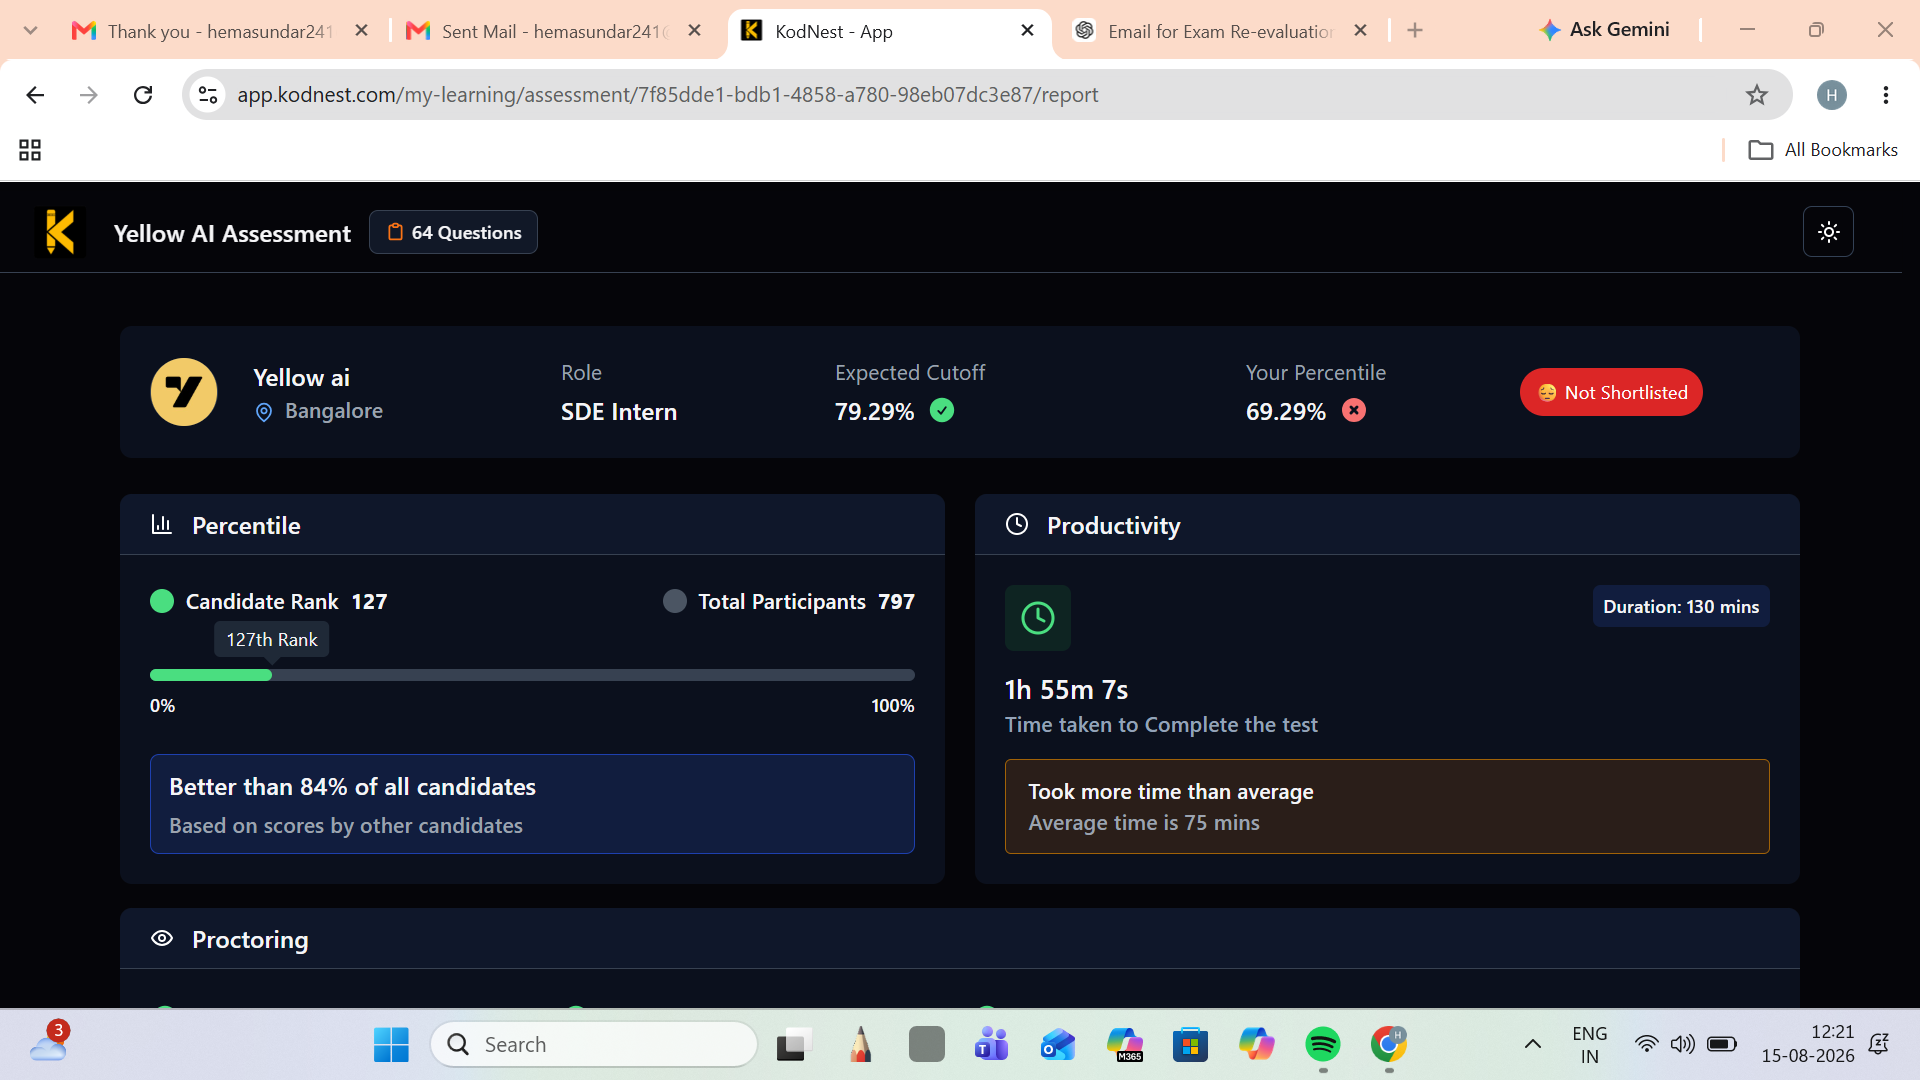 Thank you - hemasundar241
Sent Mail - hemasundar241@
KodNest - App
Email for Exam Re-evaluation
Ask Gemini
app.kodnest.com/my-learning/assessment/7f85dde1-bdb1-4858-a780-98eb07dc3e87/report
H
All Bookmarks
Yellow AI Assessment
64 Questions
Yellow ai
Bangalore
Role
SDE Intern
Expected Cutoff
79.29%
Your Percentile
69.29%
Not Shortlisted
Percentile
Candidate Rank 127
Total Participants 797
127th Rank
0%
100%
Better than 84% of all candidates
Based on scores by other candidates
Productivity
Duration: 130 mins
1h 55m 7s
Time taken to Complete the test
Took more time than average
Average time is 75 mins
Proctoring
3
Search
M365
H
ENG
IN
12:21
15-08-2026